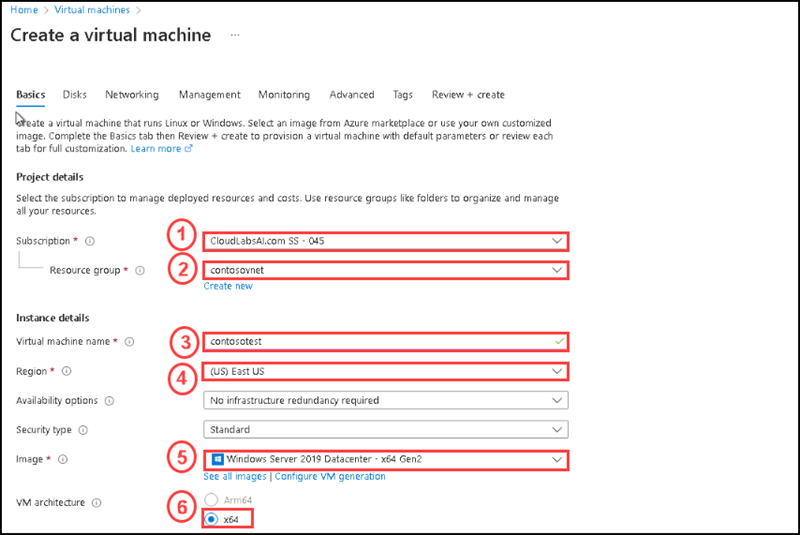 Home > Virtual machines >
Create a virtual machine ...
Basics Disks Networking Management Monitoring Advanced Tags Review + create
Create a virtual machine that runs Linux or Windows. Select an image from Azure marketplace or use your own customized
image. Complete the Basics tab then Review + create to provision a virtual machine with default parameters or review each
tab for full customization. Learn more
Project details
Select the subscription to manage deployed resources and costs. Use resource groups like folders to organize and manage
all your resources.
Subscription * 1 CloudLabsAI.com SS - 045
Resource group * 2 contosovnet
Create new
Instance details
Virtual machine name * 3 contosotest
Region * 4 (US) East US
Availability options No infrastructure redundancy required
Security type Standard
Image * 5 Windows Server 2019 Datacenter - x64 Gen2
See all images | Configure VM generation
VM architecture 6 Arm64
x64